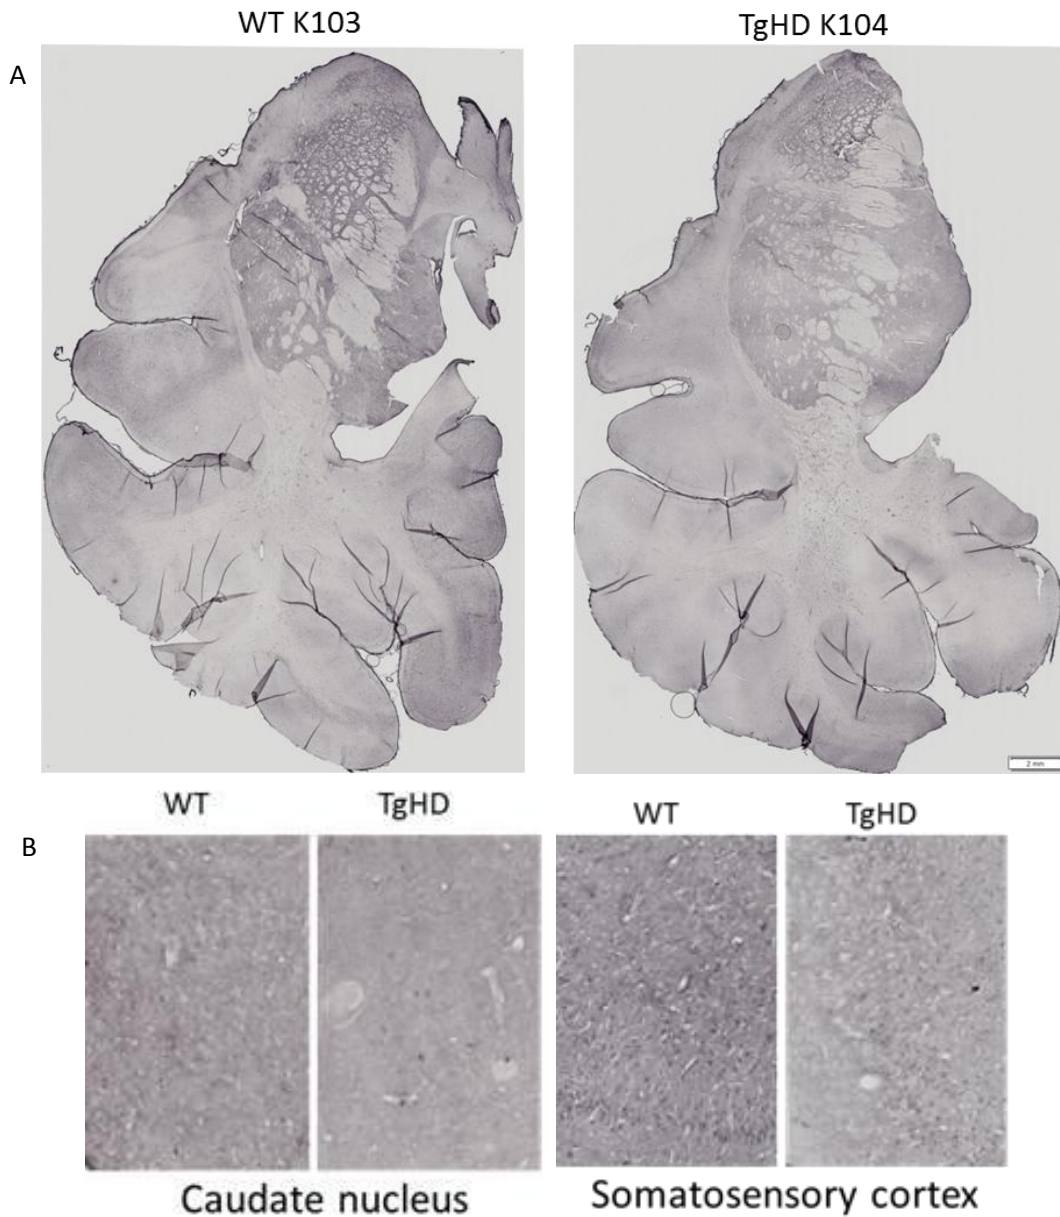 WT K103
TgHD K104
A
2 mm
WT
TgHD
WT
TgHD
B
Caudate nucleus
Somatosensory cortex